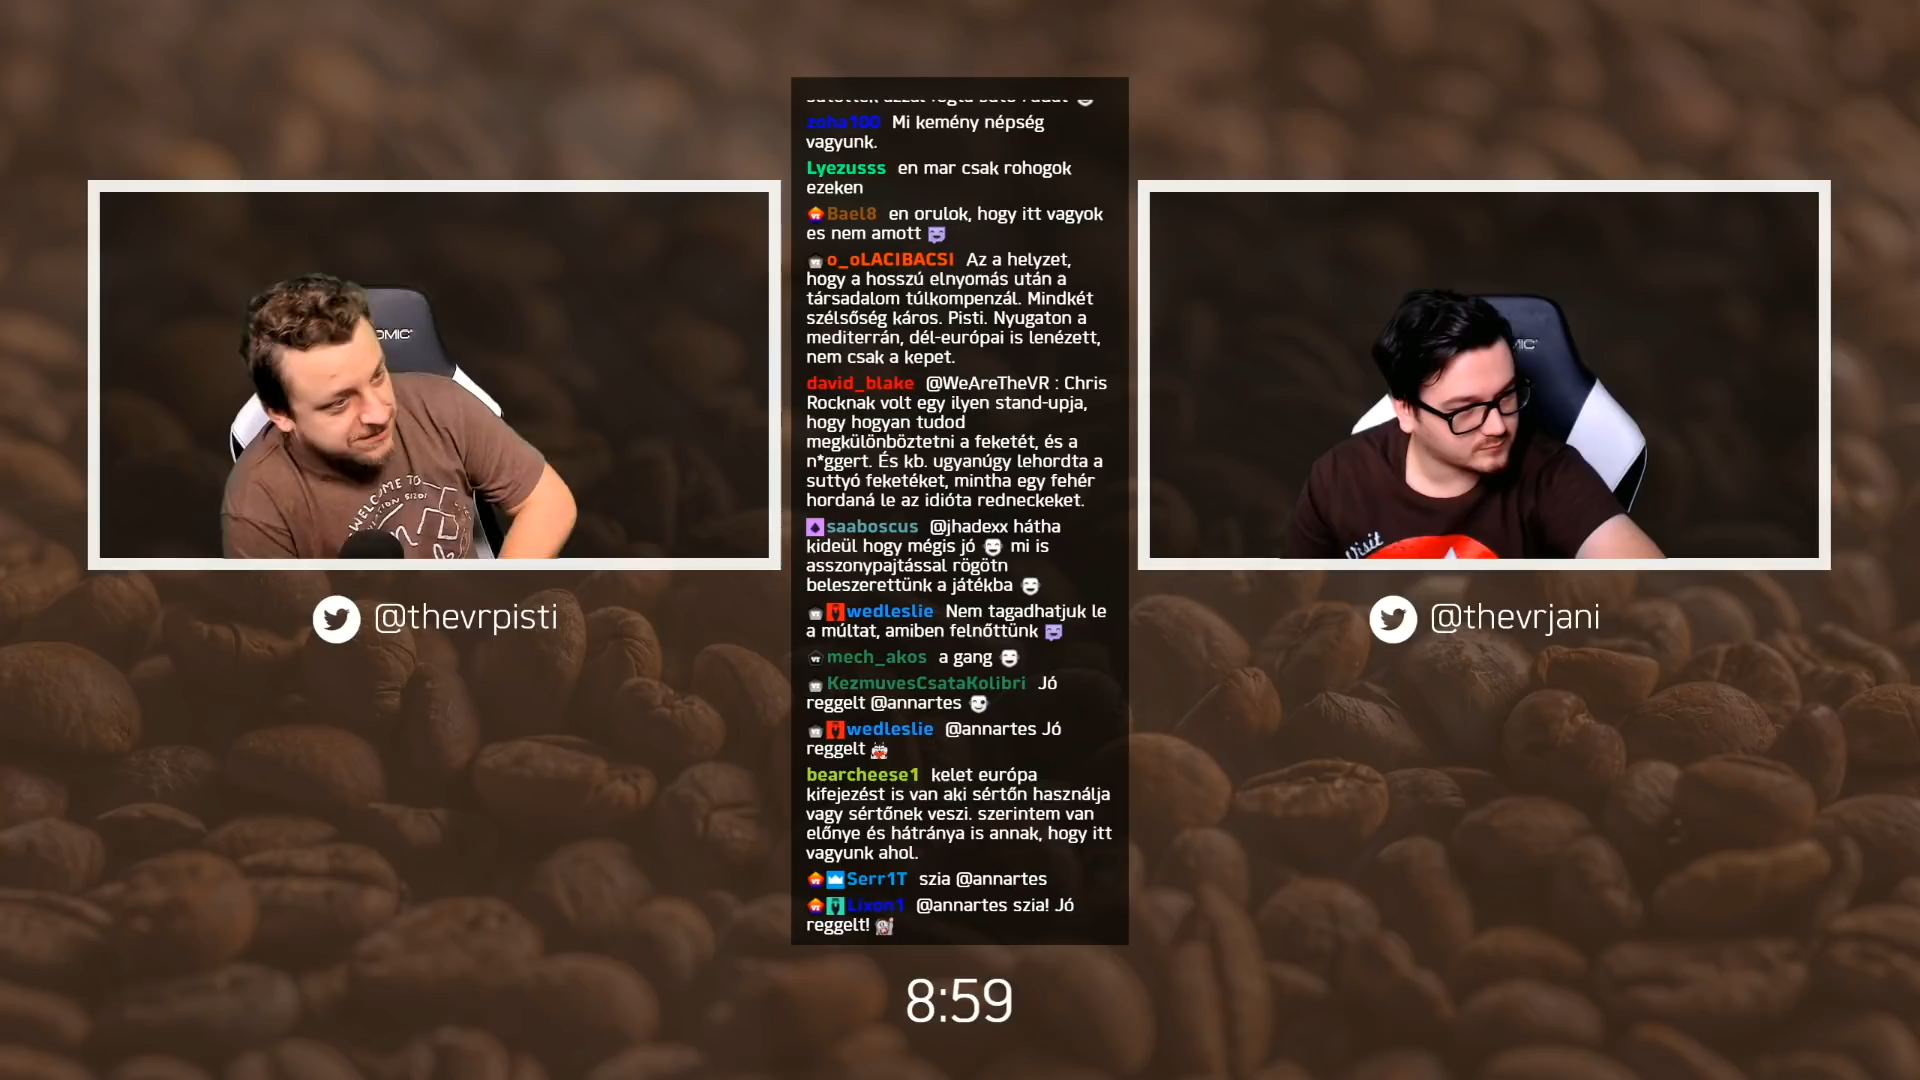 zoha100 Mi kemény népség
vagyunk.
Lyezusss en mar csak rohogok
ezeken
Bael8 en orulok, hogy itt vagyok
es nem amott
o_oLACIBACSI Az a helyzet,
hogy a hosszú elnyomás után a
társadalom túlkompenzál. Mindkét
szélsőség káros. Pisti. Nyugaton a
mediterrán, dél-európai is lenézett,
nem csak a kepet.
david_blake @WeAreTheVR : Chris
Rocknak volt egy ilyen stand-upja,
hogy hogyan tudod
megkülönböztetni a feketét, és a
n*ggert. És kb. ugyanúgy lehordta a
suttyó feketéket, mintha egy fehér
hordaná le az idióta redneckeket.
saaboscus @jhadexx hátha
kideül hogy mégis jó mi is
asszonypajtással rögötn
beleszerettünk a játékba
wedleslie Nem tagadhatjuk le
a múltat, amiben felnőttünk
mech_akos a gang
KezmuvesCsataKolibri Jó
reggelt @annartes
wedleslie @annartes Jó
reggelt
bearcheese1 kelet európa
kifejezést is van aki sértőn használja
vagy sértőnek veszi. szerintem van
előnye és hátránya is annak, hogy itt
vagyunk ahol.
Serr1T szia @annartes
Lixon1 @annartes szia! Jó
reggelt!
WELCOME TO
@thevrpisti
OMIC
Visit
@thevrjani
8:59